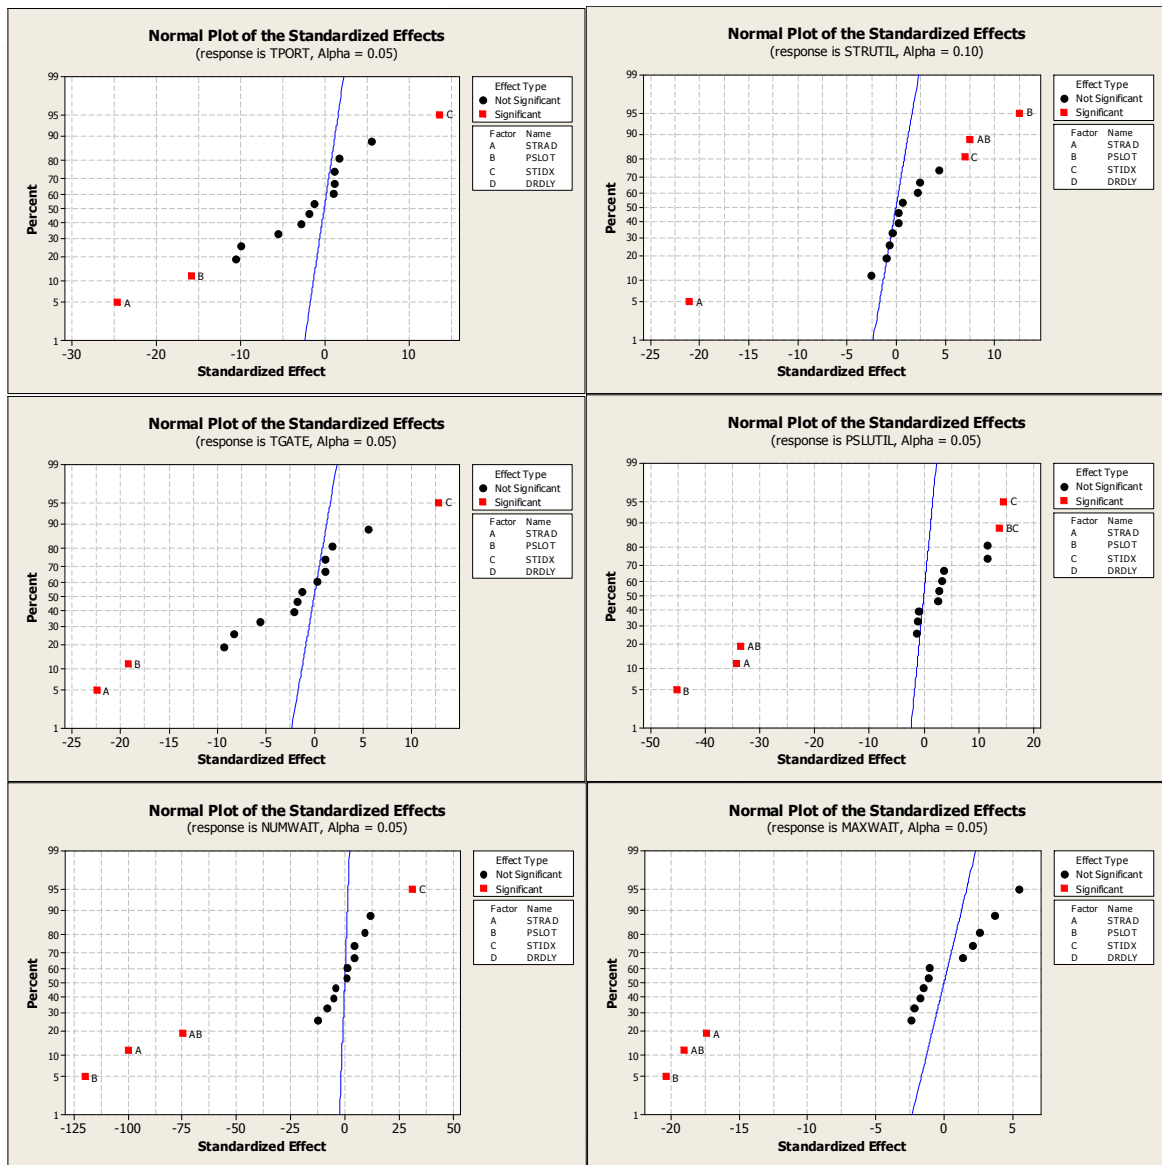 Normal Plot of the Standardized Effects
(response is TPORT, Alpha = 0.05)
Percent
99
95
90
80
70
60
50
40
30
20
10
5
1
C
B
A
-30 -20 -10 0 10
Standardized Effect
Effect Type
Not Significant
Significant
Factor Name
A STRAD
B PSLOT
C STIDX
D DRDLY
Normal Plot of the Standardized Effects
(response is STRUTIL, Alpha = 0.10)
Percent
99
95
90
80
70
60
50
40
30
20
10
5
1
B
AB
C
A
-25 -20 -15 -10 -5 0 5 10
Standardized Effect
Effect Type
Not Significant
Significant
Factor Name
A STRAD
B PSLOT
C STIDX
D DRDLY
Normal Plot of the Standardized Effects
(response is TGATE, Alpha = 0.05)
Percent
99
95
90
80
70
60
50
40
30
20
10
5
1
C
B
A
-25 -20 -15 -10 -5 0 5 10
Standardized Effect
Effect Type
Not Significant
Significant
Factor Name
A STRAD
B PSLOT
C STIDX
D DRDLY
Normal Plot of the Standardized Effects
(response is PSLUTIL, Alpha = 0.05)
Percent
99
95
90
80
70
60
50
40
30
20
10
5
1
C
BC
AB
A
B
-50 -40 -30 -20 -10 0 10 20
Standardized Effect
Effect Type
Not Significant
Significant
Factor Name
A STRAD
B PSLOT
C STIDX
D DRDLY
Normal Plot of the Standardized Effects
(response is NUMWAIT, Alpha = 0.05)
Percent
99
95
90
80
70
60
50
40
30
20
10
5
1
C
AB
A
B
-125 -100 -75 -50 -25 0 25 50
Standardized Effect
Effect Type
Not Significant
Significant
Factor Name
A STRAD
B PSLOT
C STIDX
D DRDLY
Normal Plot of the Standardized Effects
(response is MAXWAIT, Alpha = 0.05)
Percent
99
95
90
80
70
60
50
40
30
20
10
5
1
A
AB
B
-20 -15 -10 -5 0 5
Standardized Effect
Effect Type
Not Significant
Significant
Factor Name
A STRAD
B PSLOT
C STIDX
D DRDLY